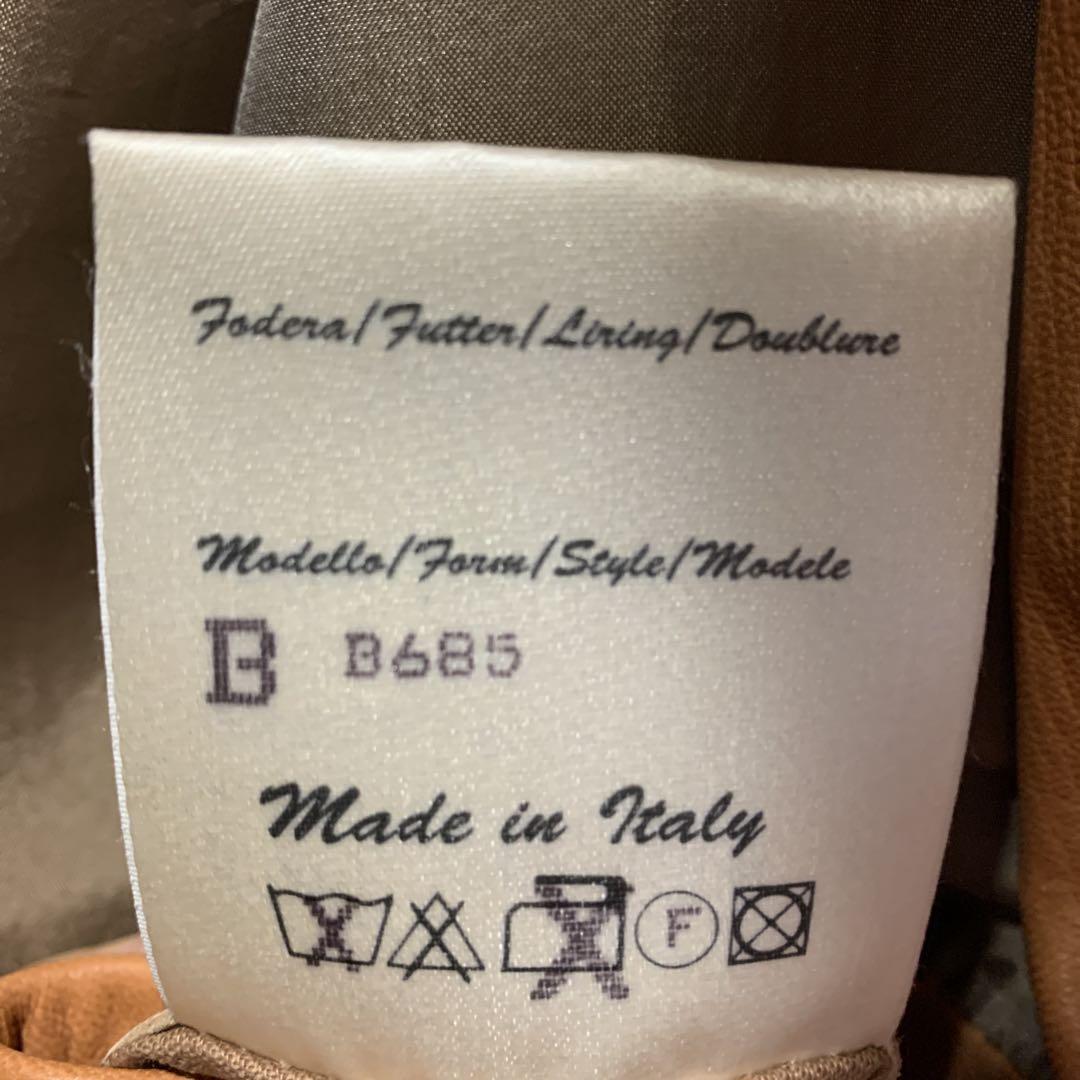 Fodera/Futter/Liring/Doublure
Modello/Form/Style/Modele
B B685
Made in Italy
F